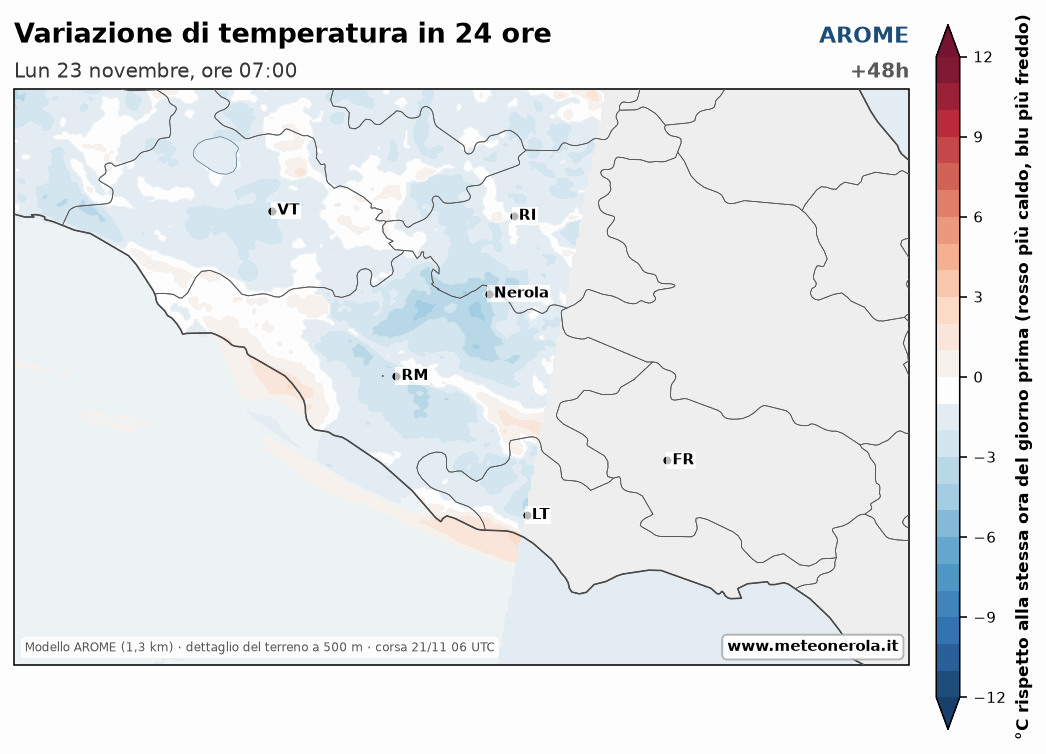 Variazione di temperatura in 24 ore
AROME
Lun 23 novembre, ore 07:00
+48h
VT
RI
Nerola
RM
FR
LT
Modello AROME (1,3 km) · dettaglio del terreno a 500 m · corsa 21/11 06 UTC
www.meteonerola.it
12
9
6
3
0
−3
−6
−9
−12
°C rispetto alla stessa ora del giorno prima (rosso più caldo, blu più freddo)